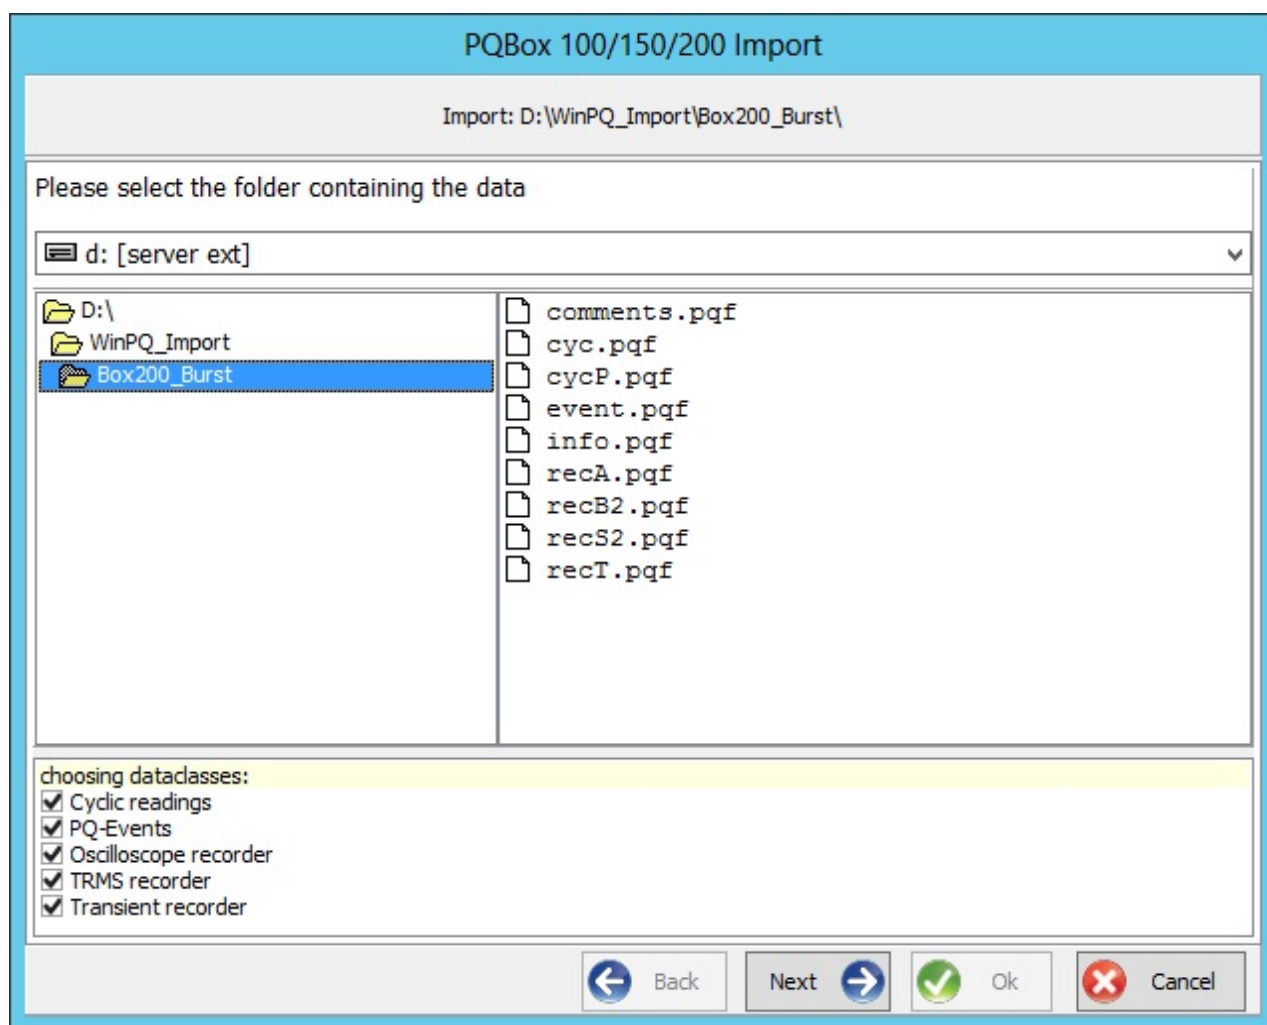 PQBox 100/150/200 Import
Import: D:\WinPQ_Import\Box200_Burst\
Please select the folder containing the data
d: [server ext]
D:\
WinPQ_Import
Box200_Burst
comments.pqf
cyc.pqf
cycP.pqf
event.pqf
info.pqf
recA.pqf
recB2.pqf
recS2.pqf
recT.pqf
choosing dataclasses:
Cyclic readings
PQ-Events
Oscilloscope recorder
TRMS recorder
Transient recorder
Back Next Ok Cancel